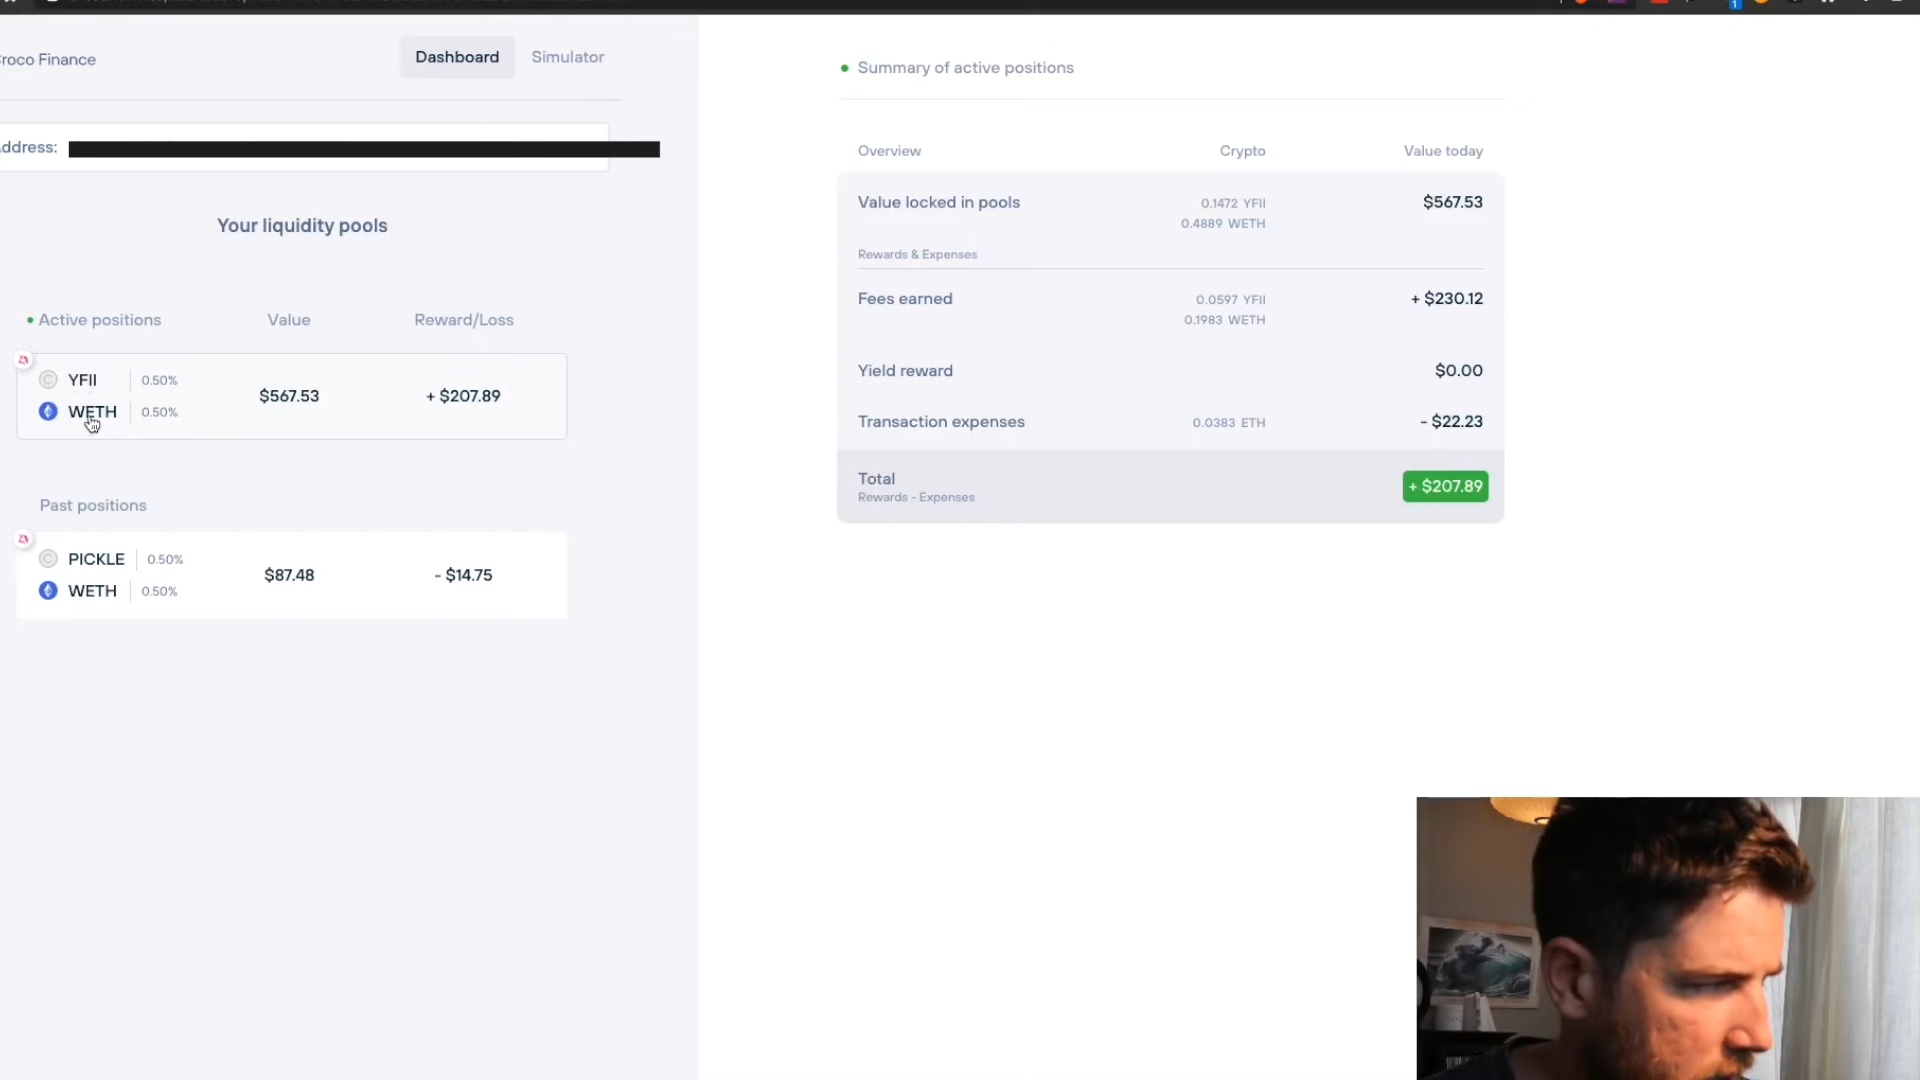 roco Finance
Dashboard
Simulator
ddress:
Your liquidity pools
Active positions Value Reward/Loss
YFII 0.50%
WETH 0.50%
$567.53 + $207.89
Past positions
PICKLE 0.50%
WETH 0.50%
$87.48 - $14.75
Summary of active positions
Overview Crypto Value today
Value locked in pools 0.1472 YFII $567.53
0.4889 WETH
Rewards & Expenses
Fees earned 0.0597 YFII + $230.12
0.1983 WETH
Yield reward $0.00
Transaction expenses 0.0383 ETH - $22.23
Total + $207.89
Rewards - Expenses
1